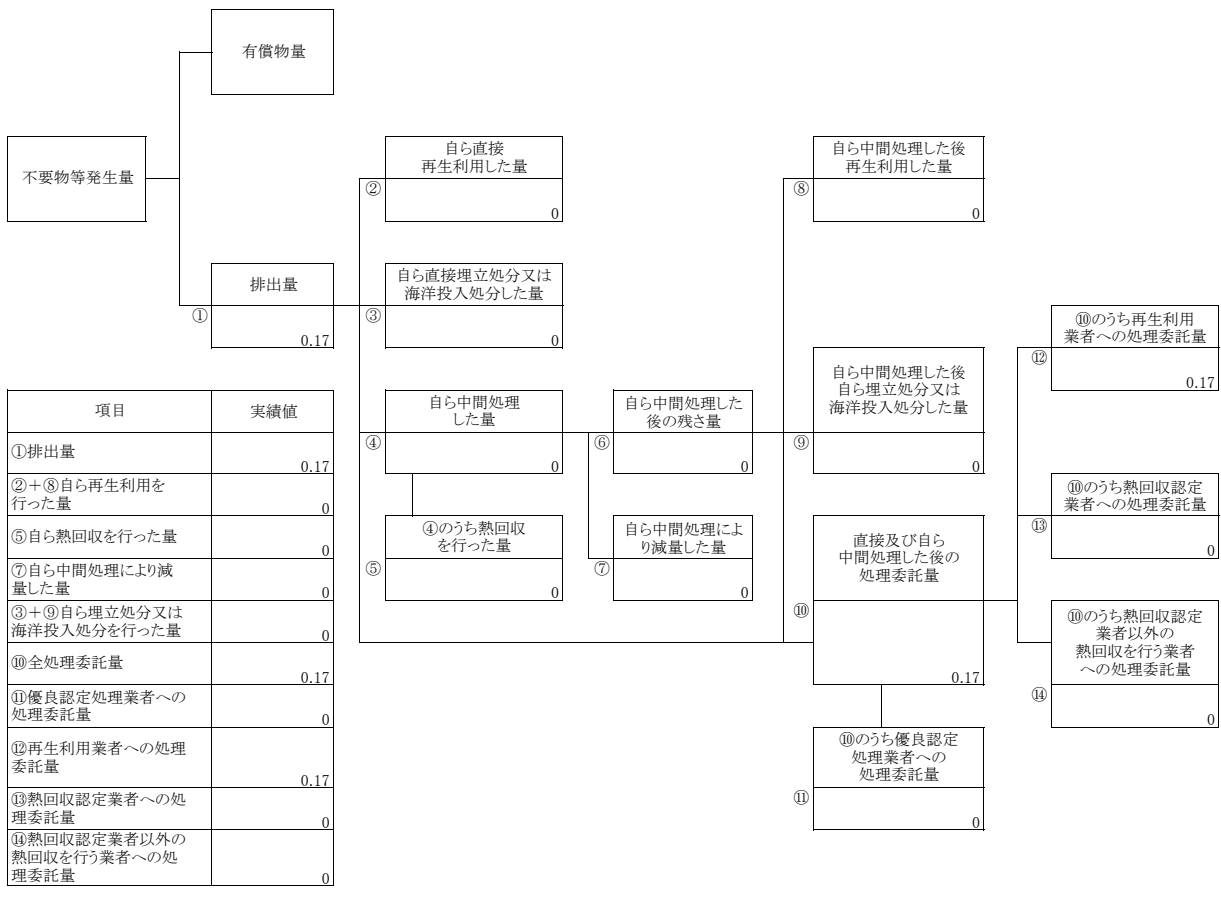 有償物量
不要物等発生量
自ら直接
再生利用した量
②
0
自ら中間処理した後
再生利用した量
⑧
0
排出量
①
0.17
自ら直接埋立処分又は
海洋投入処分した量
③
0
⑩のうち再生利用
業者への処理委託量
⑫
0.17
自ら中間処理
した量
④
0
自ら中間処理した
後の残さ量
⑥
0
自ら中間処理した後
自ら埋立処分又は
海洋投入処分した量
⑨
0
⑩のうち熱回収認定
業者への処理委託量
⑬
0
④のうち熱回収
を行った量
⑤
0
自ら中間処理によ
り減量した量
⑦
0
直接及び自ら
中間処理した後の
処理委託量
⑩
0.17
⑩のうち熱回収認定
業者以外の
熱回収を行う業者
への処理委託量
⑭
0
⑩のうち優良認定
処理業者への
処理委託量
⑪
0
項目 実績値
①排出量
0.17
②＋⑧自ら再生利用を
行った量
0
⑤自ら熱回収を行った量
0
⑦自ら中間処理により減
量した量
0
③＋⑨自ら埋立処分又は
海洋投入処分を行った量
0
⑩全処理委託量
0.17
⑪優良認定処理業者への
処理委託量
0
⑫再生利用業者への処理
委託量
0.17
⑬熱回収認定業者への処
理委託量
0
⑭熱回収認定業者以外の
熱回収を行う業者への処
理委託量
0